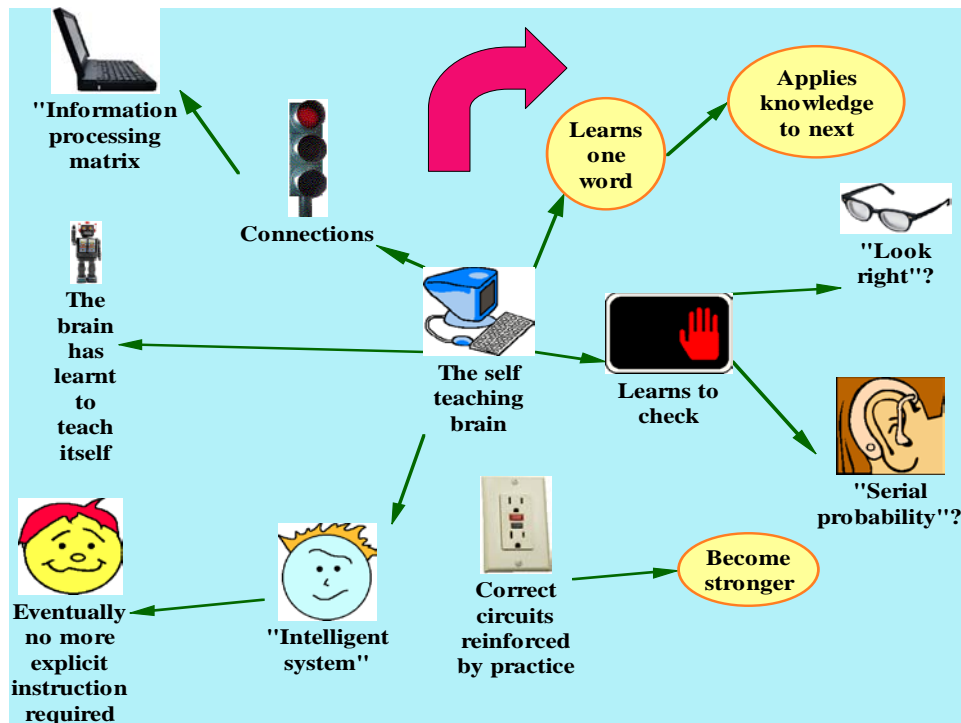 "Information
processing
matrix
Connections
Learns
one
word
Applies
knowledge
to next
"Look
right"?
The
brain
has
learnt
to
teach
itself
The self
teaching
brain
Learns to
check
"Serial
probability"?
Eventually
no more
explicit
instruction
required
"Intelligent
system"
Correct
circuits
reinforced
by practice
Become
stronger